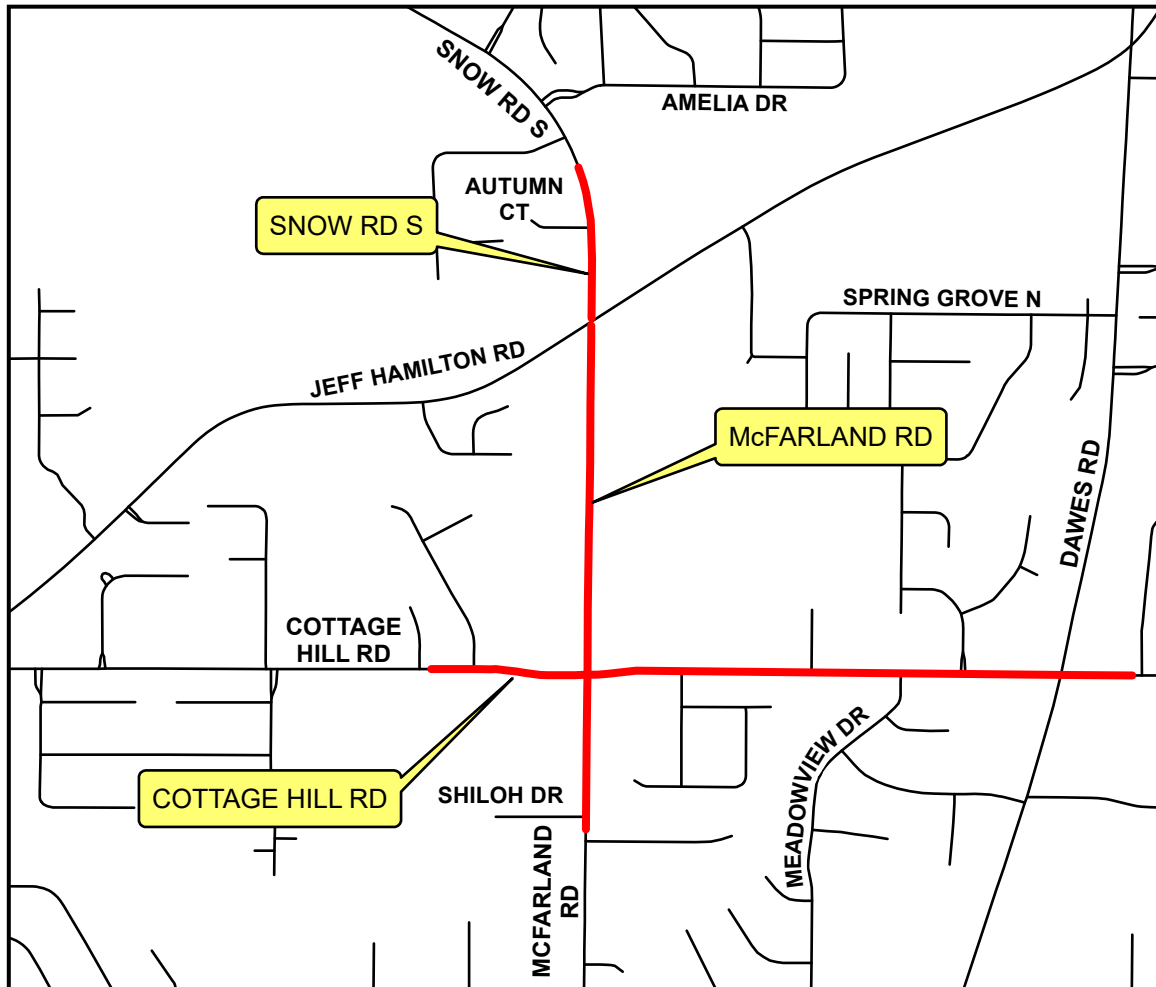 SNOW RD S
AMELIA DR
AUTUMN
CT
SNOW RD S
SPRING GROVE N
JEFF HAMILTON RD
McFARLAND RD
DAWES RD
COTTAGE
HILL RD
MEADOWVIEW DR
COTTAGE HILL RD
SHILOH DR
MCFARLAND
RD